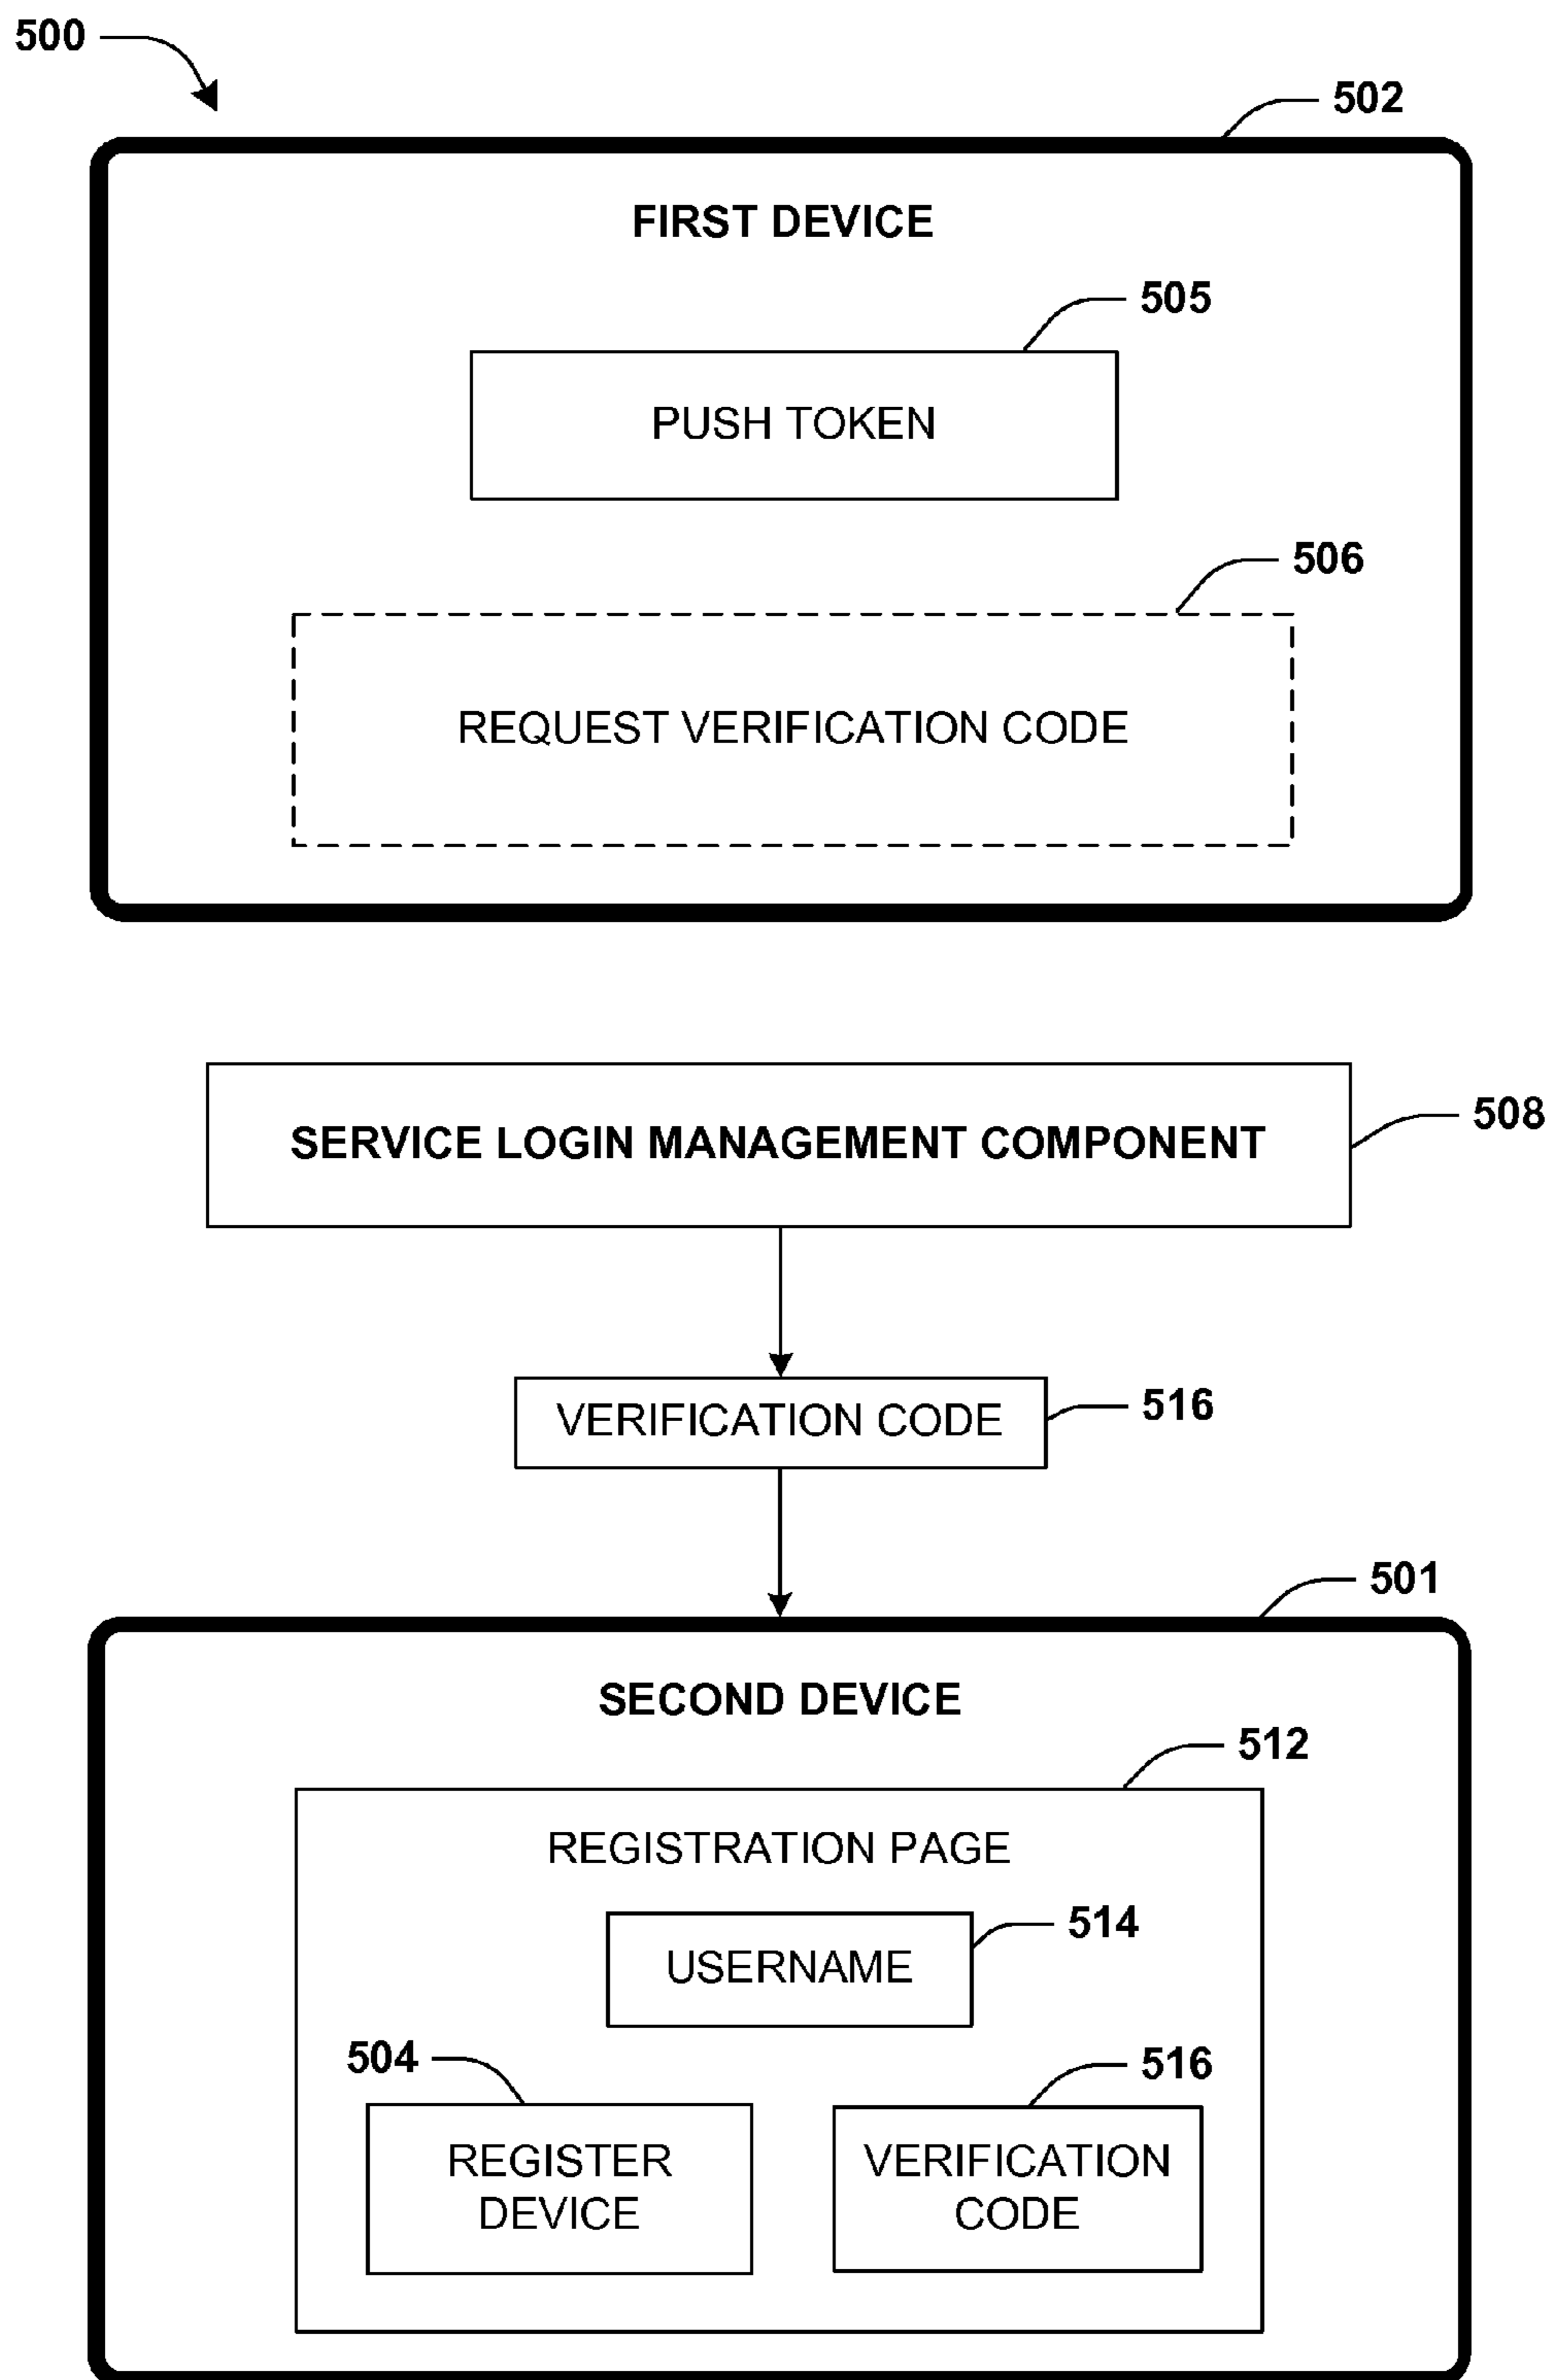 500
502
FIRST DEVICE
505
PUSH TOKEN
506
REQUEST VERIFICATION CODE
SERVICE LOGIN MANAGEMENT COMPONENT
508
VERIFICATION CODE
516
501
SECOND DEVICE
512
REGISTRATION PAGE
514
USERNAME
504
516
REGISTER
DEVICE
VERIFICATION
CODE